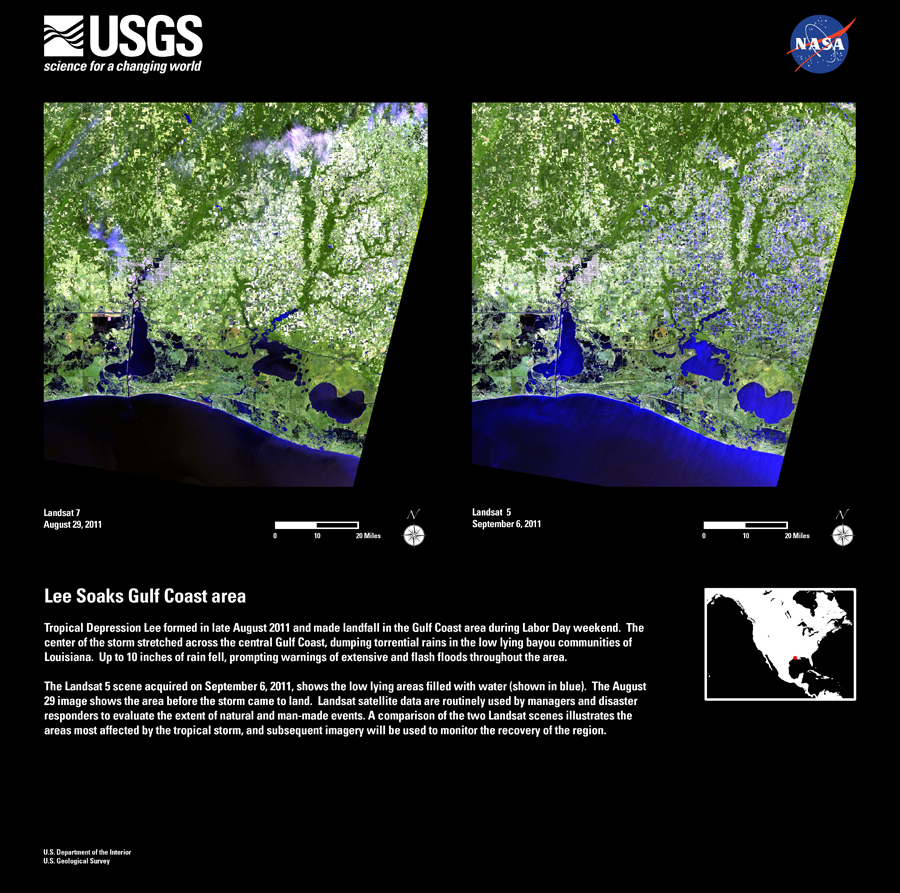 USGS
science for a changing world
NASA
Landsat 7
August 29, 2011
0 10 20 Miles
N
Landsat 5
September 6, 2011
0 10 20 Miles
N
Lee Soaks Gulf Coast area
Tropical Depression Lee formed in late August 2011 and made landfall in the Gulf Coast area during Labor Day weekend. The
center of the storm stretched across the central Gulf Coast, dumping torrential rains in the low lying bayou communities of
Louisiana. Up to 10 inches of rain fell, prompting warnings of extensive and flash floods throughout the area.
The Landsat 5 scene acquired on September 6, 2011, shows the low lying areas filled with water (shown in blue). The August
29 image shows the area before the storm came to land. Landsat satellite data are routinely used by managers and disaster
responders to evaluate the extent of natural and man-made events. A comparison of the two Landsat scenes illustrates the
areas most affected by the tropical storm, and subsequent imagery will be used to monitor the recovery of the region.
U.S. Department of the Interior
U.S. Geological Survey